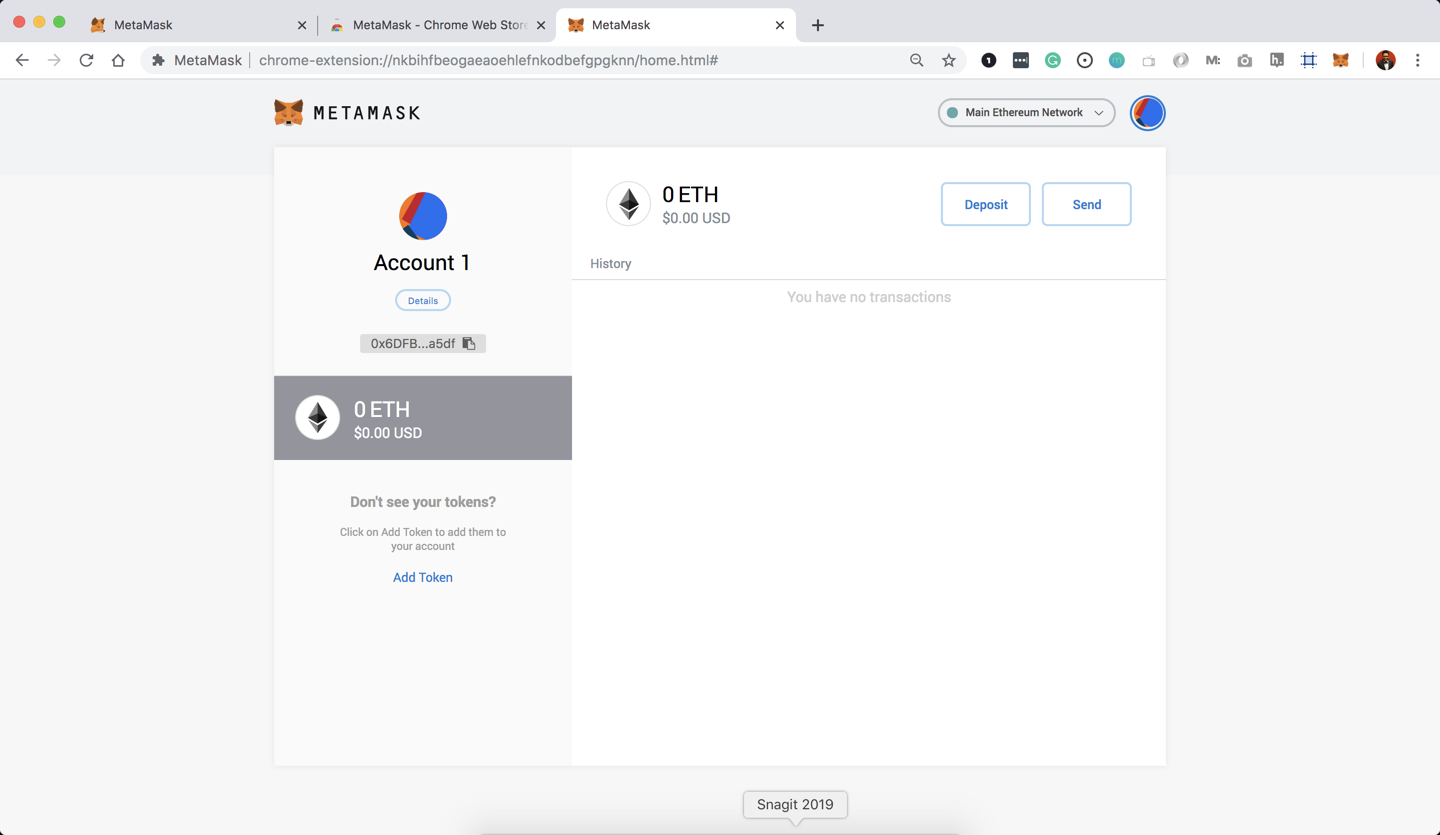 MetaMask
MetaMask - Chrome Web Store
MetaMask
MetaMask
chrome-extension://nkbihfbeogaeaoehlefnkodbefgpgknn/home.html#
METAMASK
Main Ethereum Network
Account 1
Details
0x6DFB...a5df
0 ETH
$0.00 USD
Don't see your tokens?
Click on Add Token to add them to
your account
Add Token
0 ETH
$0.00 USD
Deposit
Send
History
You have no transactions
Snagit 2019